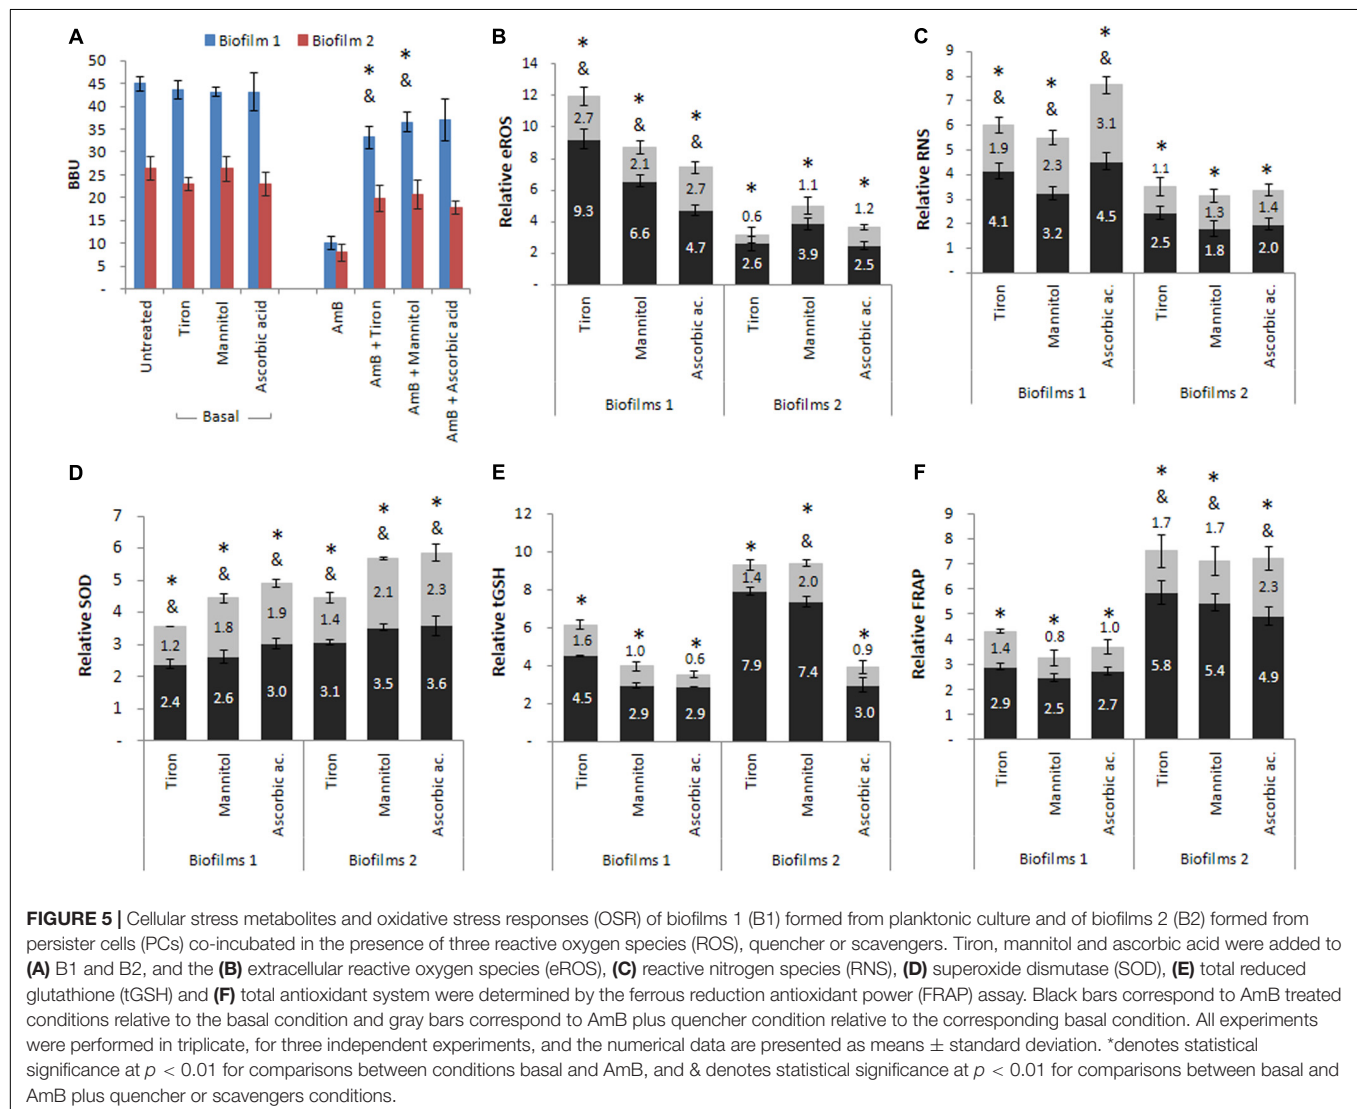 A
Biofilm 1 Biofilm 2
50
45
40
35
30
25
20
15
10
5
-
BBU
* &
* &
Untreated
Tiron
Mannitol
Ascorbic acid
AmB
AmB + Tiron
AmB + Mannitol
AmB + Ascorbic acid
Basal
B
Relative eROS
14
12
10
8
6
4
2
-
* & 2.7 9.3
* & 2.1 6.6
* & 2.7 4.7
* 0.6 2.6
* 1.1 3.9
* 1.2 2.5
Tiron
Mannitol
Ascorbic ac.
Tiron
Mannitol
Ascorbic ac.
Biofilms 1 Biofilms 2
C
Relative RNS
9
8
7
6
5
4
3
2
1
-
* & 1.9 4.1
* & 2.3 3.2
* & 3.1 4.5
* 1.1 2.5
* 1.3 1.8
* 1.4 2.0
Tiron
Mannitol
Ascorbic ac.
Tiron
Mannitol
Ascorbic ac.
Biofilms 1 Biofilms 2
D
Relative SOD
7
6
5
4
3
2
1
-
* & 1.2 2.4
* & 1.8 2.6
* & 1.9 3.0
* & 1.4 3.1
* & 2.1 3.5
* & 2.3 3.6
Tiron
Mannitol
Ascorbic ac.
Tiron
Mannitol
Ascorbic ac.
Biofilms 1 Biofilms 2
E
Relative tGSH
12
10
8
6
4
2
-
* 1.6 4.5
* 1.0 2.9
* 0.6 2.9
* 1.4 7.9
* & 2.0 7.4
* 0.9 3.0
Tiron
Mannitol
Ascorbic ac.
Tiron
Mannitol
Ascorbic ac.
Biofilms 1 Biofilms 2
F
Relative FRAP
9
8
7
6
5
4
3
2
1
-
* 1.4 2.9
* 0.8 2.5
* 1.0 2.7
* & 1.7 5.8
* & 1.7 5.4
* & 2.3 4.9
Tiron
Mannitol
Ascorbic ac.
Tiron
Mannitol
Ascorbic ac.
Biofilms 1 Biofilms 2
FIGURE 5 | Cellular stress metabolites and oxidative stress responses (OSR) of biofilms 1 (B1) formed from planktonic culture and of biofilms 2 (B2) formed from
persister cells (PCs) co-incubated in the presence of three reactive oxygen species (ROS), quencher or scavengers. Tiron, mannitol and ascorbic acid were added to
(A) B1 and B2, and the (B) extracellular reactive oxygen species (eROS), (C) reactive nitrogen species (RNS), (D) superoxide dismutase (SOD), (E) total reduced
glutathione (tGSH) and (F) total antioxidant system were determined by the ferrous reduction antioxidant power (FRAP) assay. Black bars correspond to AmB treated
conditions relative to the basal condition and gray bars correspond to AmB plus quencher condition relative to the corresponding basal condition. All experiments
were performed in triplicate, for three independent experiments, and the numerical data are presented as means ± standard deviation. *denotes statistical
significance at p < 0.01 for comparisons between conditions basal and AmB, and & denotes statistical significance at p < 0.01 for comparisons between basal and
AmB plus quencher or scavengers conditions.